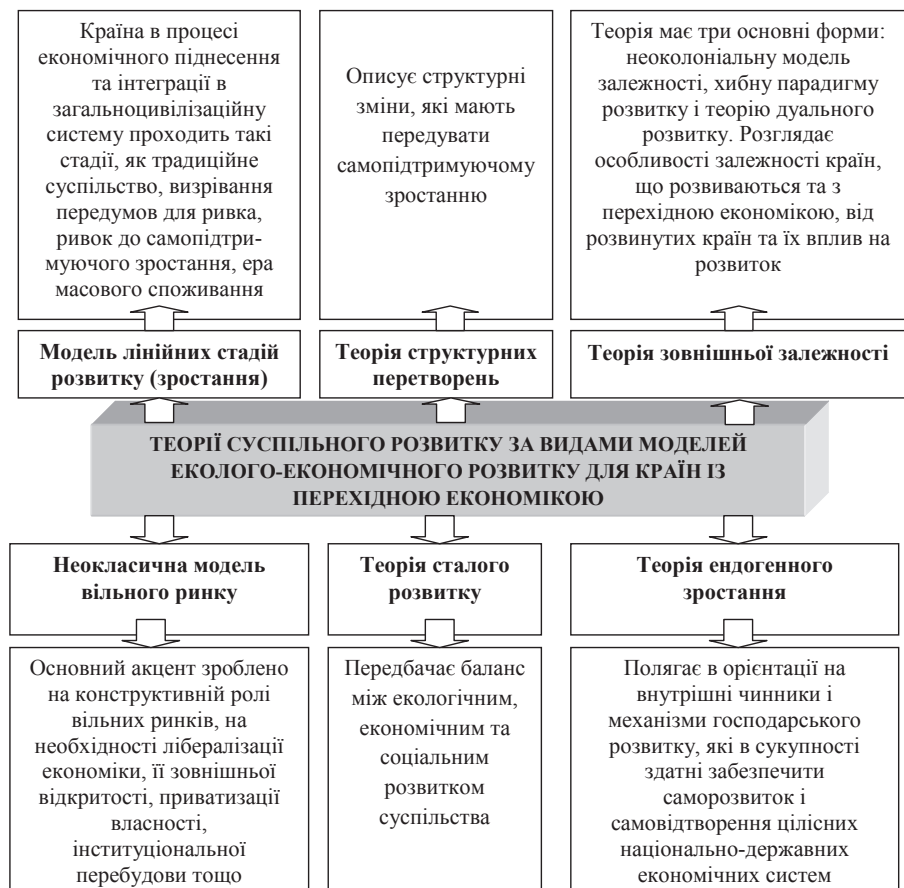 Країна в процесі
економічного піднесення
та інтеграції в
загальноцивілізаційну
систему проходить такі
стадії, як традиційне
суспільство, визрівання
передумов для ривка,
ривок до самопідтри-
муючого зростання, ера
масового споживання
Описує структурні
зміни, які мають
передувати
самопідтримуючому
зростанню
Теорія має три основні форми:
неоколоніальну модель
залежності, хибну парадигму
розвитку і теорію дуального
розвитку. Розглядає
особливості залежності країн,
що розвиваються та з
перехідною економікою, від
розвинутих країн та їх вплив на
розвиток
Модель лінійних стадій
розвитку (зростання)
Теорія структурних
перетворень
Теорія зовнішньої залежності
ТЕОРІЇ СУСПІЛЬНОГО РОЗВИТКУ ЗА ВИДАМИ МОДЕЛЕЙ
ЕКОЛОГО-ЕКОНОМІЧНОГО РОЗВИТКУ ДЛЯ КРАЇН ІЗ
ПЕРЕХІДНОЮ ЕКОНОМІКОЮ
Неокласична модель
вільного ринку
Теорія сталого
розвитку
Теорія ендогенного
зростання
Основний акцент зроблено
на конструктивній ролі
вільних ринків, на
необхідності лібералізації
економіки, її зовнішньої
відкритості, приватизації
власності,
інституціональної
перебудови тощо
Передбачає баланс
між екологічним,
економічним та
соціальним
розвитком
суспільства
Полягає в орієнтації на
внутрішні чинники і
механізми господарського
розвитку, які в сукупності
здатні забезпечити
саморозвиток і
самовідтворення цілісних
національно-державних
економічних систем